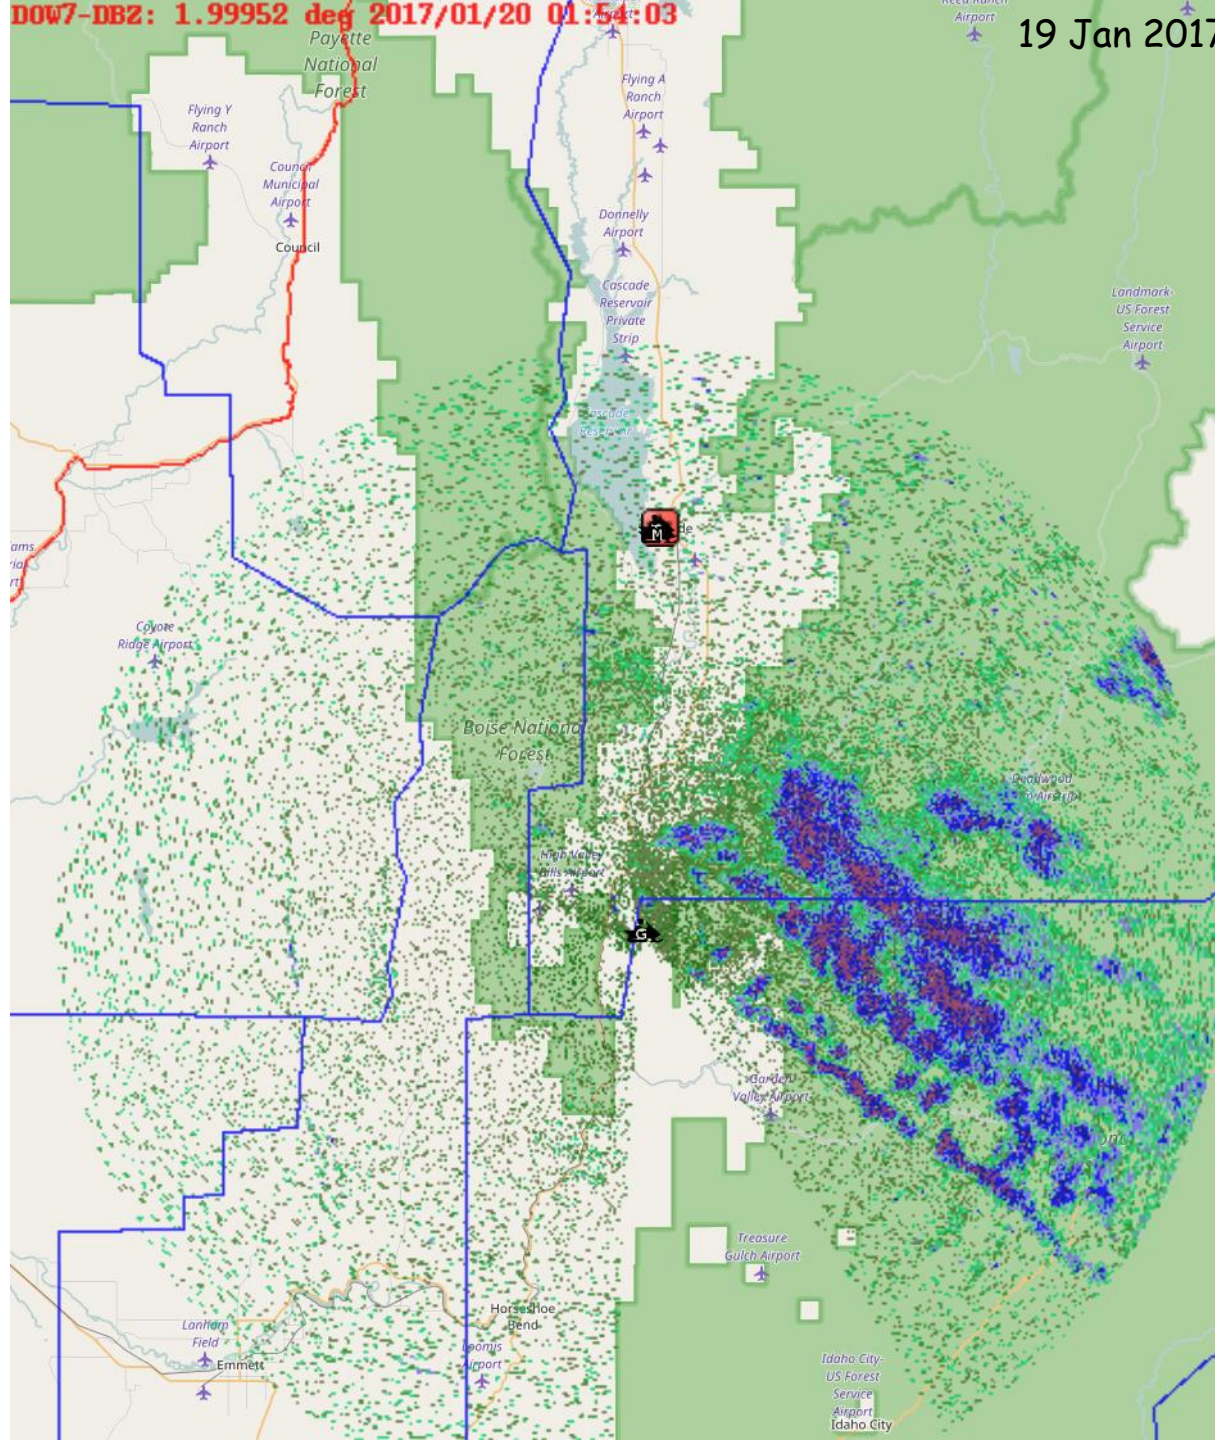 DOW7-DBZ: 1.99952 deg 2017/01/20 01:54:03
19 Jan 2017
Airport
Payette
National
Forest
Flying A
Ranch
Airport
Flying Y
Ranch
Airport
Council
Municipal
Airport
Council
Donnelly
Airport
Cascade
Reservoir
Private
Strip
Landmark-
US Forest
Service
Airport
M
de
Coyote
Ridge Airport
Boise National
Forest
Deadwood
Airstrip
High Valley
G
Garden
Valley Airport
Treasure
Gulch Airport
Horseshoe
Bend
Lanham
Field
Emmett
Loomis
Airport
Idaho City-
US Forest
Service
Airport
Idaho City